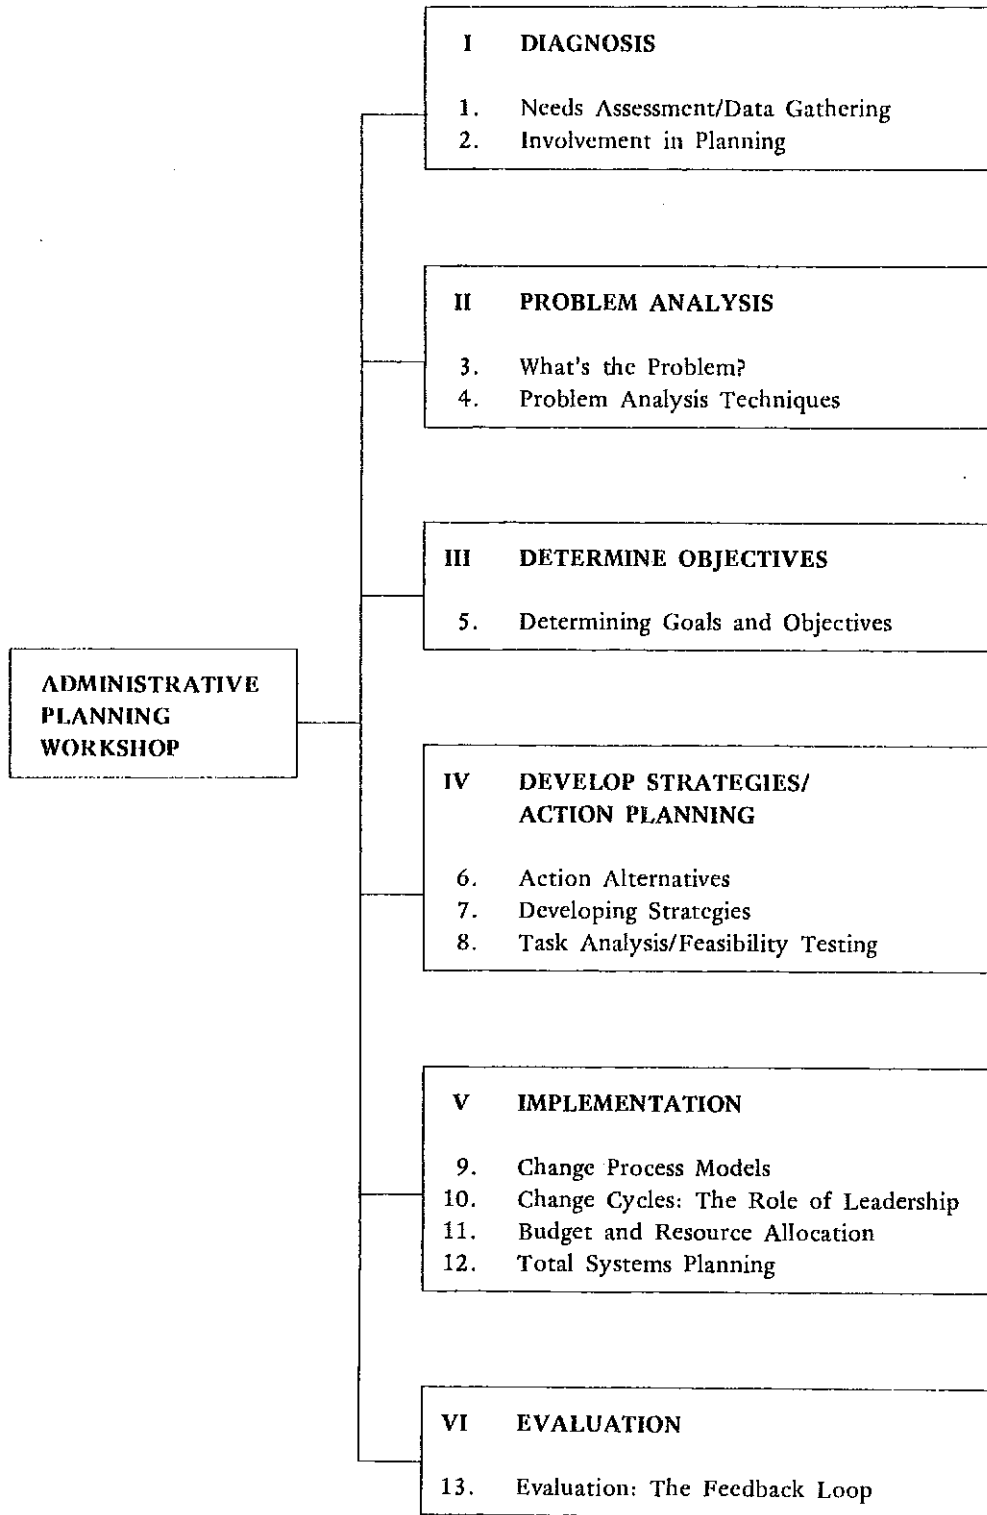 I DIAGNOSIS
1. Needs Assessment/Data Gathering
2. Involvement in Planning
II PROBLEM ANALYSIS
3. What's the Problem?
4. Problem Analysis Techniques
III DETERMINE OBJECTIVES
5. Determining Goals and Objectives
ADMINISTRATIVE
PLANNING
WORKSHOP
IV DEVELOP STRATEGIES/
ACTION PLANNING
6. Action Alternatives
7. Developing Strategies
8. Task Analysis/Feasibility Testing
V IMPLEMENTATION
9. Change Process Models
10. Change Cycles: The Role of Leadership
11. Budget and Resource Allocation
12. Total Systems Planning
VI EVALUATION
13. Evaluation: The Feedback Loop